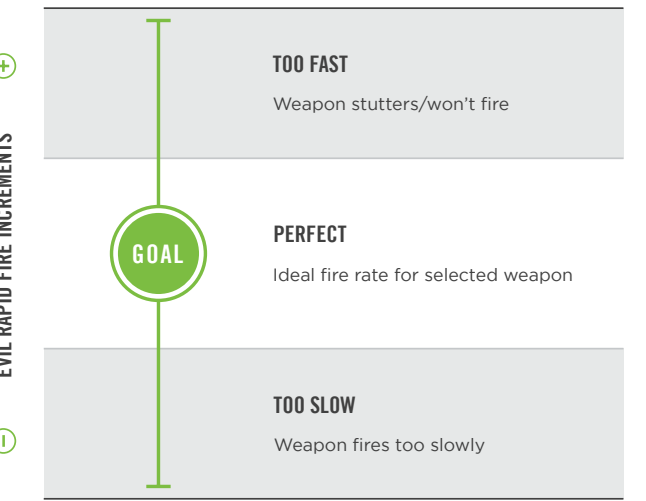 TOO FAST
Weapon stutters/won't fire
EVIL RAPID FIRE INCREMENTS
GOAL
PERFECT
Ideal fire rate for selected weapon
TOO SLOW
Weapon fires too slowly